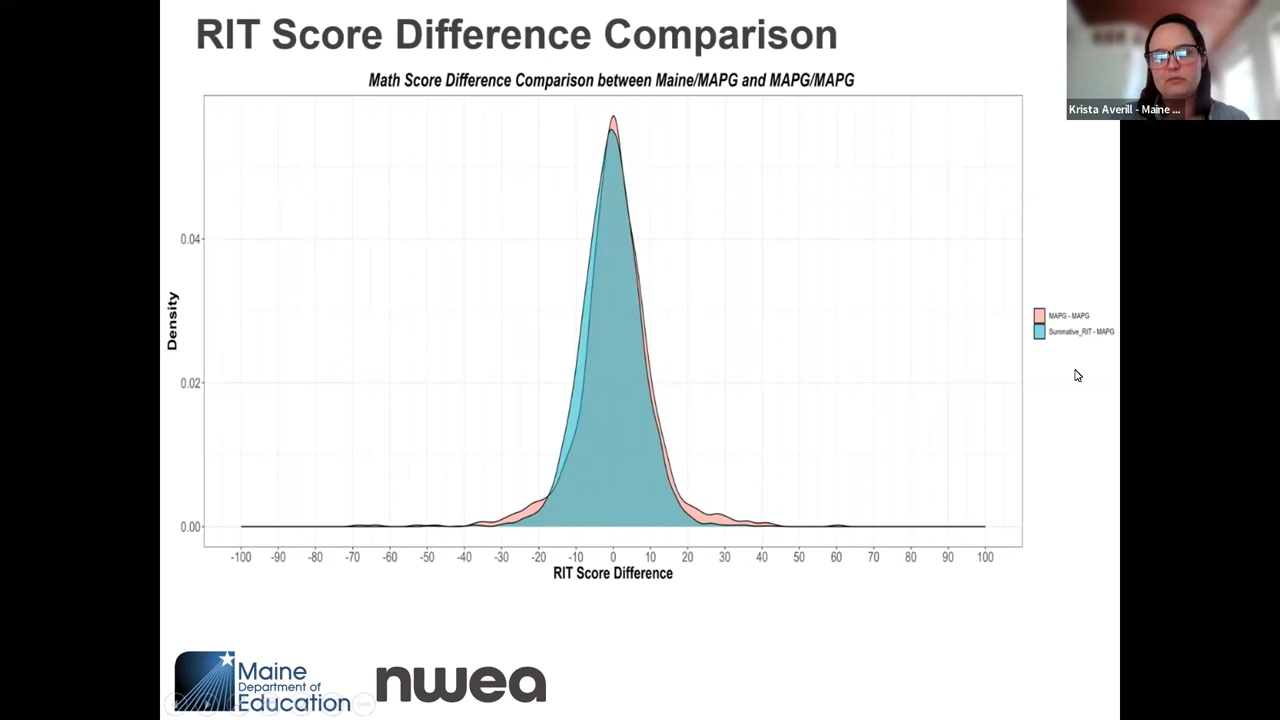 RIT Score Difference Comparison
Krista Averill - Maine ...
Math Score Difference Comparison between Maine/MAPG and MAPG/MAPG
Density
0.04
0.02
0.00
MAPG - MAPG
Summative_RIT - MAPG
-100 -90 -80 -70 -60 -50 -40 -30 -20 -10 0 10 20 30 40 50 60 70 80 90 100
RIT Score Difference
Maine
Department of
Education
nwea